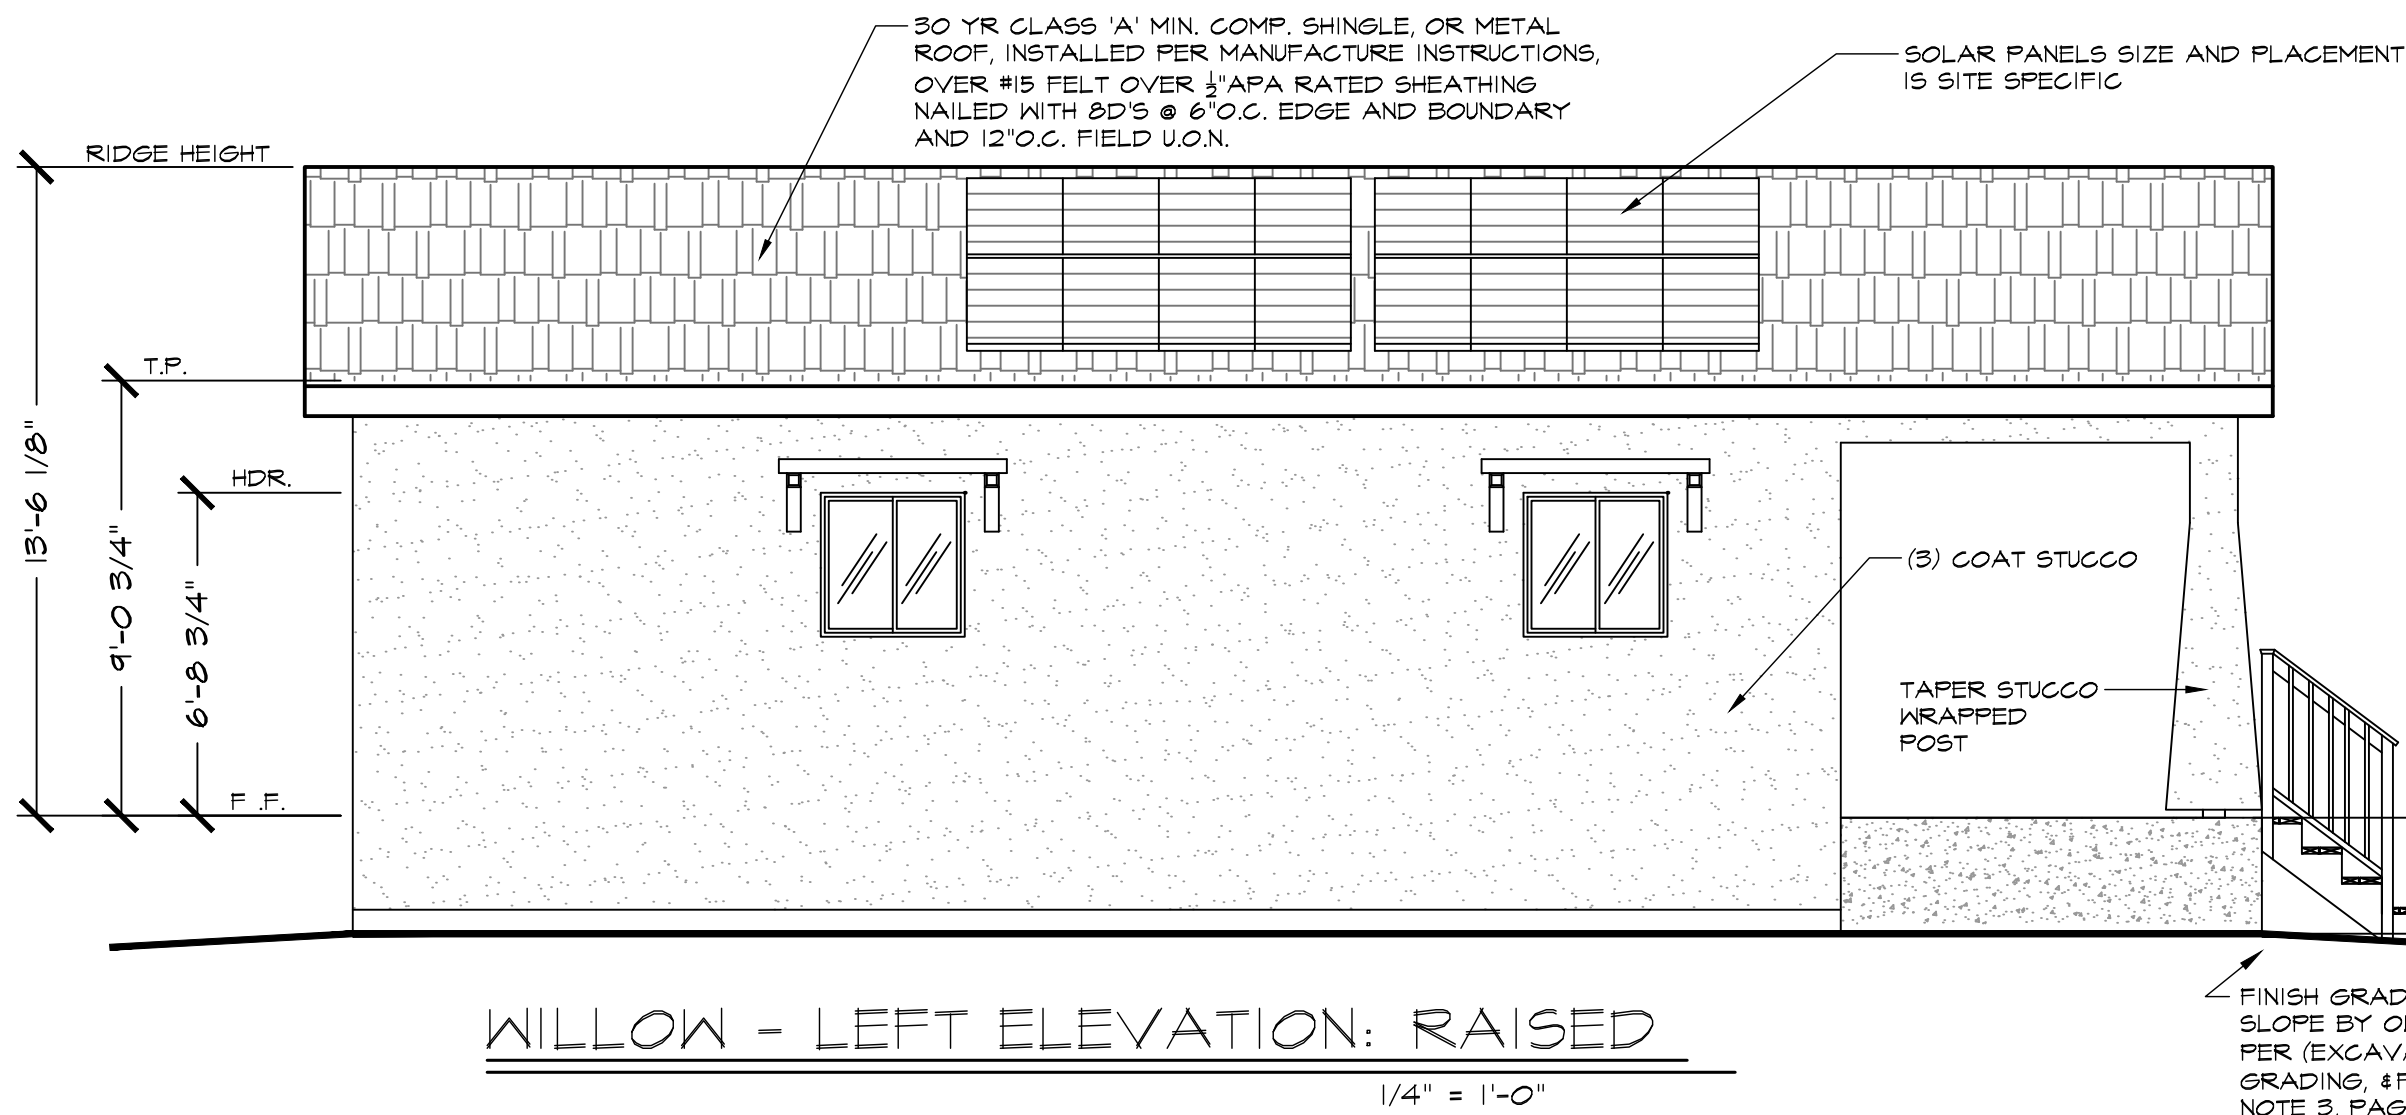 30 YR CLASS 'A' MIN. COMP. SHINGLE, OR METAL
ROOF, INSTALLED PER MANUFACTURE INSTRUCTIONS,
OVER #15 FELT OVER ½"APA RATED SHEATHING
NAILED WITH 8D'S @ 6"O.C. EDGE AND BOUNDARY
AND 12"O.C. FIELD U.O.N.
SOLAR PANELS SIZE AND PLACEMENT
IS SITE SPECIFIC
RIDGE HEIGHT
T.P.
HDR.
F .F.
13'-6 1/8"
9'-0 3/4"
6'-8 3/4"
(3) COAT STUCCO
TAPER STUCCO
WRAPPED
POST
FINISH
SLOPE BY
PER
GRADING,
NOTE 3,
WILLOW - LEFT ELEVATION: RAISED
1/4" = 1'-0"